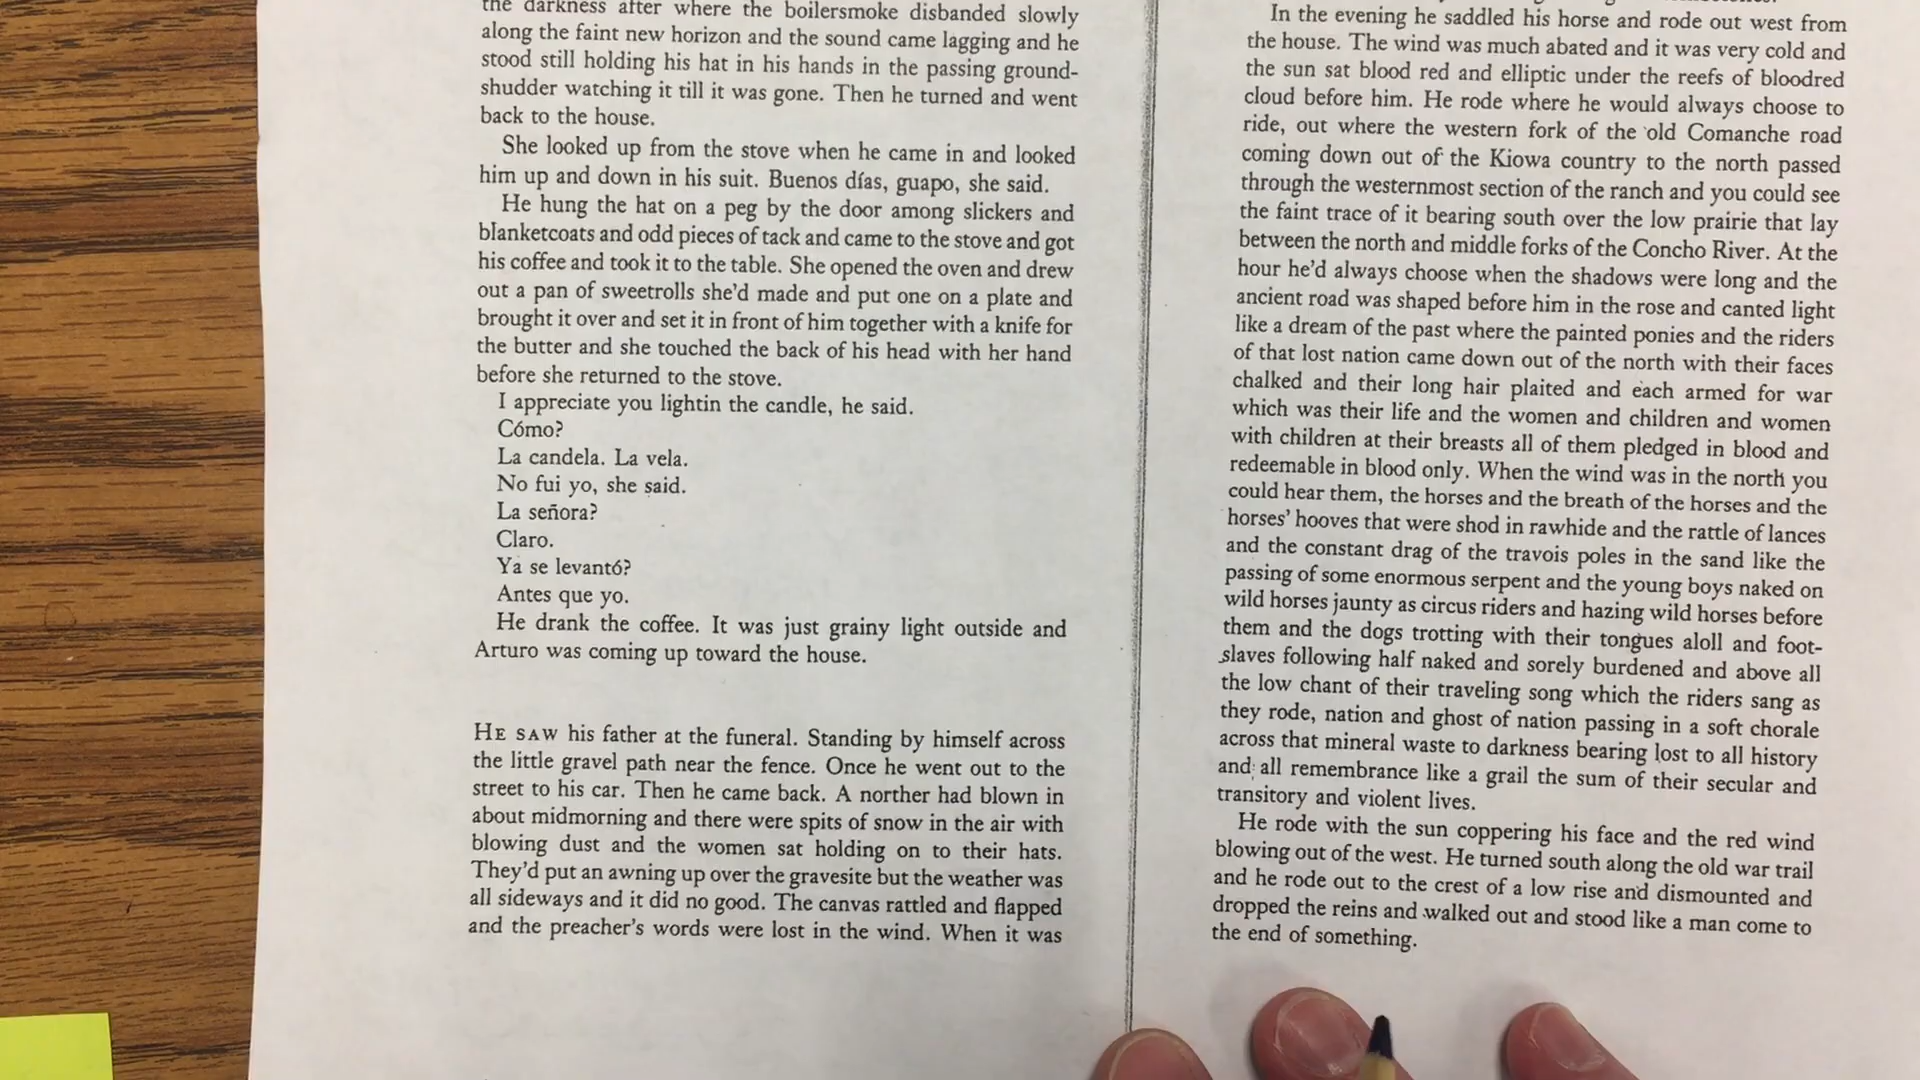 the darkness after where the boilersmoke disbanded slowly
along the faint new horizon and the sound came lagging and he
stood still holding his hat in his hands in the passing ground-
shudder watching it till it was gone. Then he turned and went
back to the house.
She looked up from the stove when he came in and looked
him up and down in his suit. Buenos días, guapo, she said.
He hung the hat on a peg by the door among slickers and
blanketcoats and odd pieces of tack and came to the stove and got
his coffee and took it to the table. She opened the oven and drew
out a pan of sweetrolls she'd made and put one on a plate and
brought it over and set it in front of him together with a knife for
the butter and she touched the back of his head with her hand
before she returned to the stove.
I appreciate you lightin the candle, he said.
Cómo?
La candela. La vela.
No fui yo, she said.
La señora?
Claro.
Ya se levantó?
Antes que yo.
He drank the coffee. It was just grainy light outside and
Arturo was coming up toward the house.
HE SAW his father at the funeral. Standing by himself across
the little gravel path near the fence. Once he went out to the
street to his car. Then he came back. A norther had blown in
about midmorning and there were spits of snow in the air with
blowing dust and the women sat holding on to their hats.
They'd put an awning up over the gravesite but the weather was
all sideways and it did no good. The canvas rattled and flapped
and the preacher's words were lost in the wind. When it was
In the evening he saddled his horse and rode out west from
the house. The wind was much abated and it was very cold and
the sun sat blood red and elliptic under the reefs of bloodred
cloud before him. He rode where he would always choose to
ride, out where the western fork of the old Comanche road
coming down out of the Kiowa country to the north passed
through the westernmost section of the ranch and you could see
the faint trace of it bearing south over the low prairie that lay
between the north and middle forks of the Concho River. At the
hour he'd always choose when the shadows were long and the
ancient road was shaped before him in the rose and canted light
like a dream of the past where the painted ponies and the riders
of that lost nation came down out of the north with their faces
chalked and their long hair plaited and each armed for war
which was their life and the women and children and women
with children at their breasts all of them pledged in blood and
redeemable in blood only. When the wind was in the north you
could hear them, the horses and the breath of the horses and the
horses' hooves that were shod in rawhide and the rattle of lances
and the constant drag of the travois poles in the sand like the
passing of some enormous serpent and the young boys naked on
wild horses jaunty as circus riders and hazing wild horses before
them and the dogs trotting with their tongues aloll and foot-
slaves following half naked and sorely burdened and above all
the low chant of their traveling song which the riders sang as
they rode, nation and ghost of nation passing in a soft chorale
across that mineral waste to darkness bearing lost to all history
and all remembrance like a grail the sum of their secular and
transitory and violent lives.
He rode with the sun coppering his face and the red wind
blowing out of the west. He turned south along the old war trail
and he rode out to the crest of a low rise and dismounted and
dropped the reins and walked out and stood like a man come to
the end of something.